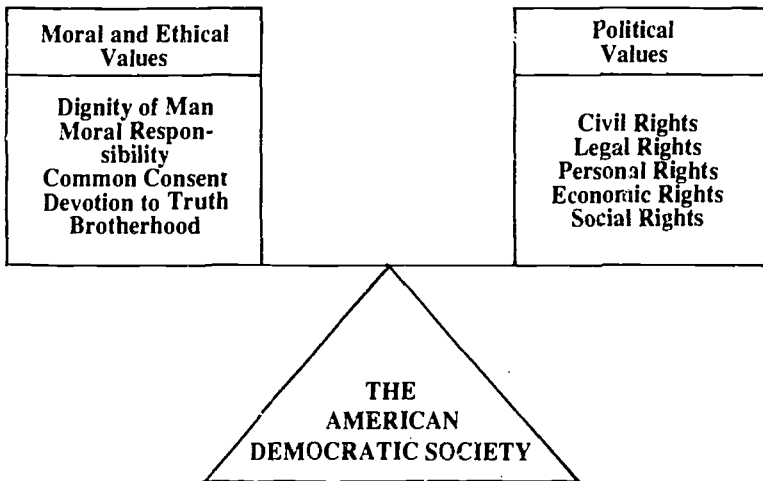 Moral and Ethical
Values
Dignity of Man
Moral Respon-
sibility
Common Consent
Devotion to Truth
Brotherhood
Political
Values
Civil Rights
Legal Rights
Personal Rights
Economic Rights
Social Rights
THE
AMERICAN
DEMOCRATIC SOCIETY